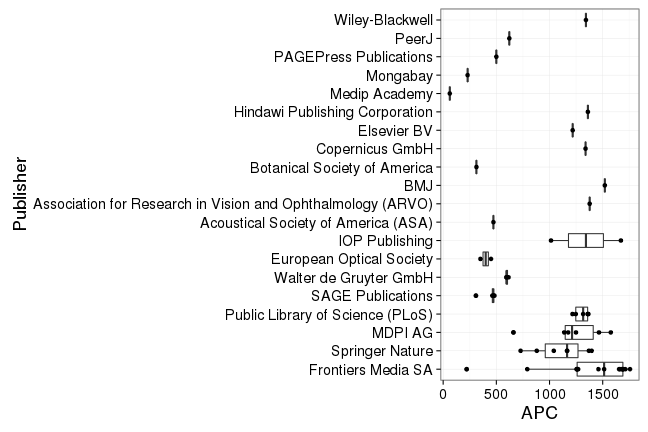 Wiley-Blackwell
PeerJ
PAGEPress Publications
Mongabay
Medip Academy
Hindawi Publishing Corporation
Elsevier BV
Copernicus GmbH
Botanical Society of America
BMJ
Association for Research in Vision and Ophthalmology (ARVO)
Acoustical Society of America (ASA)
IOP Publishing
European Optical Society
Walter de Gruyter GmbH
SAGE Publications
Public Library of Science (PLoS)
MDPI AG
Springer Nature
Frontiers Media SA
Publisher
0 500 1000 1500
APC